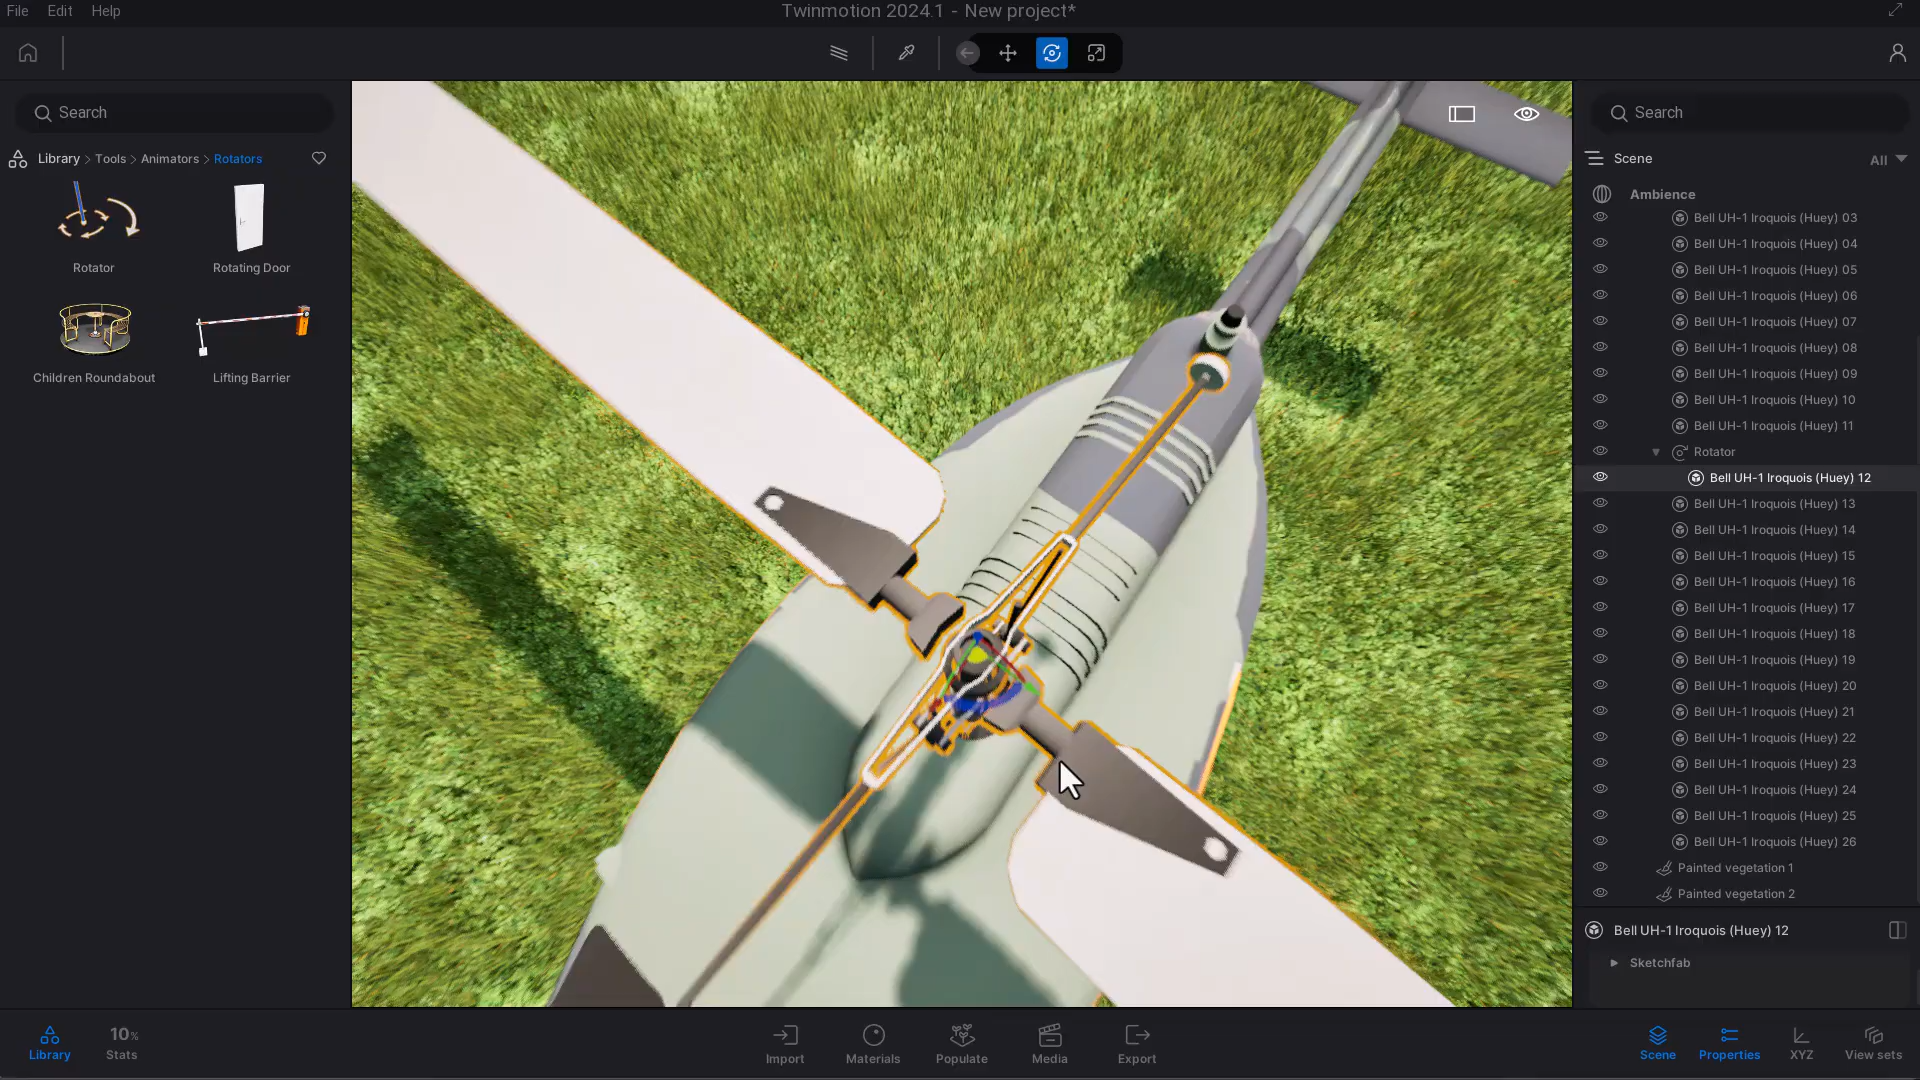 File Edit Help
Twinmotion 2024.1 - New project*
Search
Library > Tools > Animators > Rotators
Rotator
Rotating Door
Children Roundabout
Lifting Barrier
Search
Scene
All
Ambience
Bell UH-1 Iroquois (Huey) 03
Bell UH-1 Iroquois (Huey) 04
Bell UH-1 Iroquois (Huey) 05
Bell UH-1 Iroquois (Huey) 06
Bell UH-1 Iroquois (Huey) 07
Bell UH-1 Iroquois (Huey) 08
Bell UH-1 Iroquois (Huey) 09
Bell UH-1 Iroquois (Huey) 10
Bell UH-1 Iroquois (Huey) 11
Rotator
Bell UH-1 Iroquois (Huey) 12
Bell UH-1 Iroquois (Huey) 13
Bell UH-1 Iroquois (Huey) 14
Bell UH-1 Iroquois (Huey) 15
Bell UH-1 Iroquois (Huey) 16
Bell UH-1 Iroquois (Huey) 17
Bell UH-1 Iroquois (Huey) 18
Bell UH-1 Iroquois (Huey) 19
Bell UH-1 Iroquois (Huey) 20
Bell UH-1 Iroquois (Huey) 21
Bell UH-1 Iroquois (Huey) 22
Bell UH-1 Iroquois (Huey) 23
Bell UH-1 Iroquois (Huey) 24
Bell UH-1 Iroquois (Huey) 25
Bell UH-1 Iroquois (Huey) 26
Painted vegetation 1
Painted vegetation 2
Bell UH-1 Iroquois (Huey) 12
Sketchfab
Library
10%
Stats
Import
Materials
Populate
Media
Export
Scene
Properties
XYZ
View sets